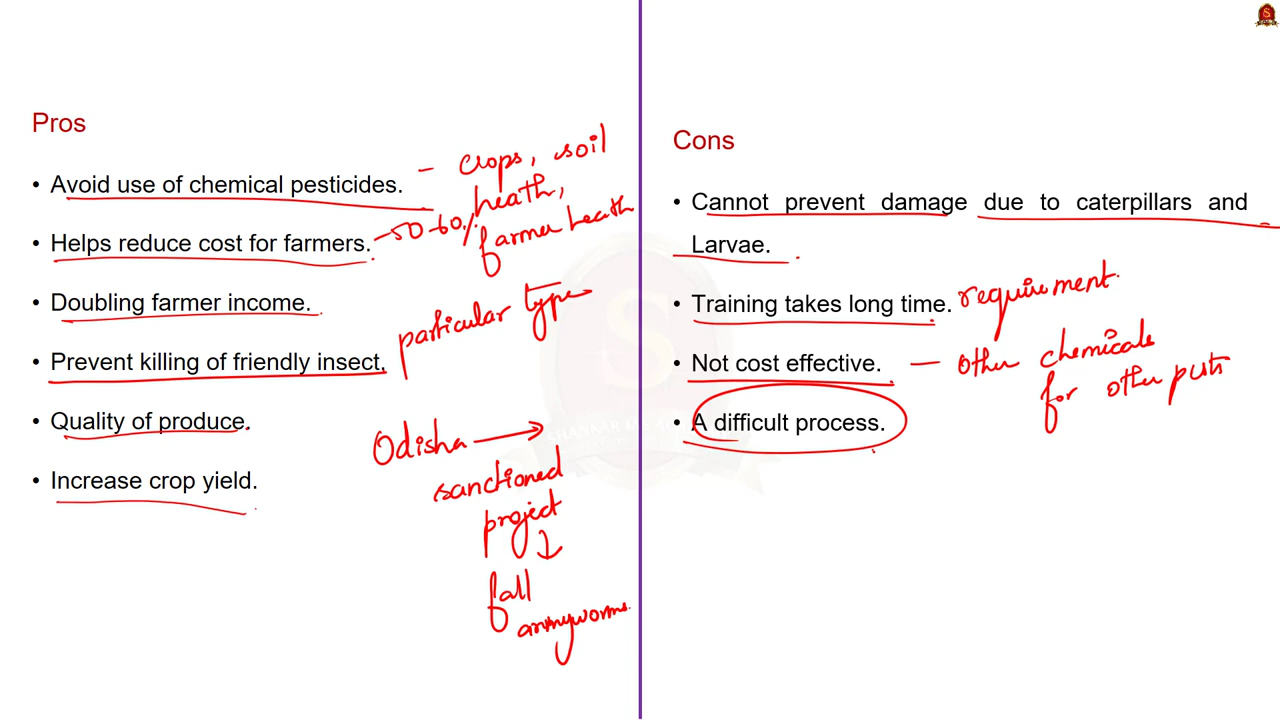 Pros
• Avoid use of chemical pesticides.
- crops, soil
heath,
farmer heath
• Helps reduce cost for farmers.
-50-60%
• Doubling farmer income.
• Prevent killing of friendly insect,
particular type
• Quality of produce.
• Increase crop yield.
Odisha →
sanctioned
project
↓
fall
armyworms.
Cons
• Cannot prevent damage due to caterpillars and
Larvae.
• Training takes long time. requirement
• Not cost effective. — other chemicals
for other pests
• A difficult process.